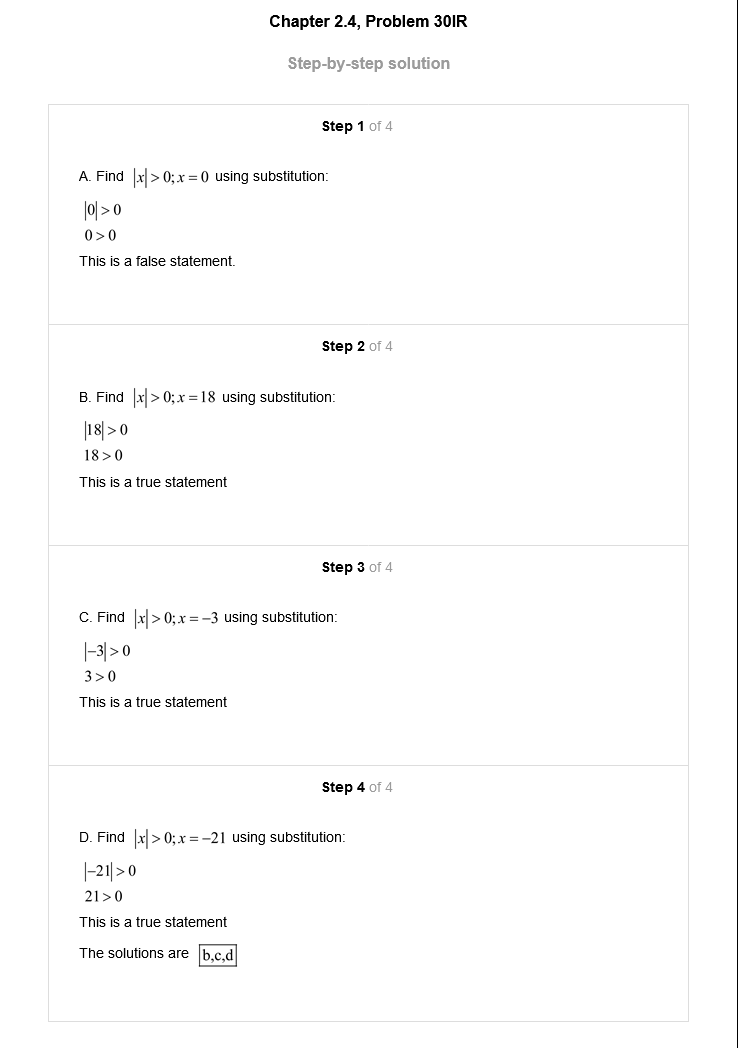 Chapter 2.4, Problem 30IR
Step-by-step solution
Step 1 of 4
A. Find |x| > 0; x = 0 using substitution:
|0| > 0
0 > 0
This is a false statement.
Step 2 of 4
B. Find |x| > 0; x = 18 using substitution:
|18| > 0
18 > 0
This is a true statement
Step 3 of 4
C. Find |x| > 0; x = −3 using substitution:
|−3| > 0
3 > 0
This is a true statement
Step 4 of 4
D. Find |x| > 0; x = −21 using substitution:
|−21| > 0
21 > 0
This is a true statement
The solutions are b,c,d